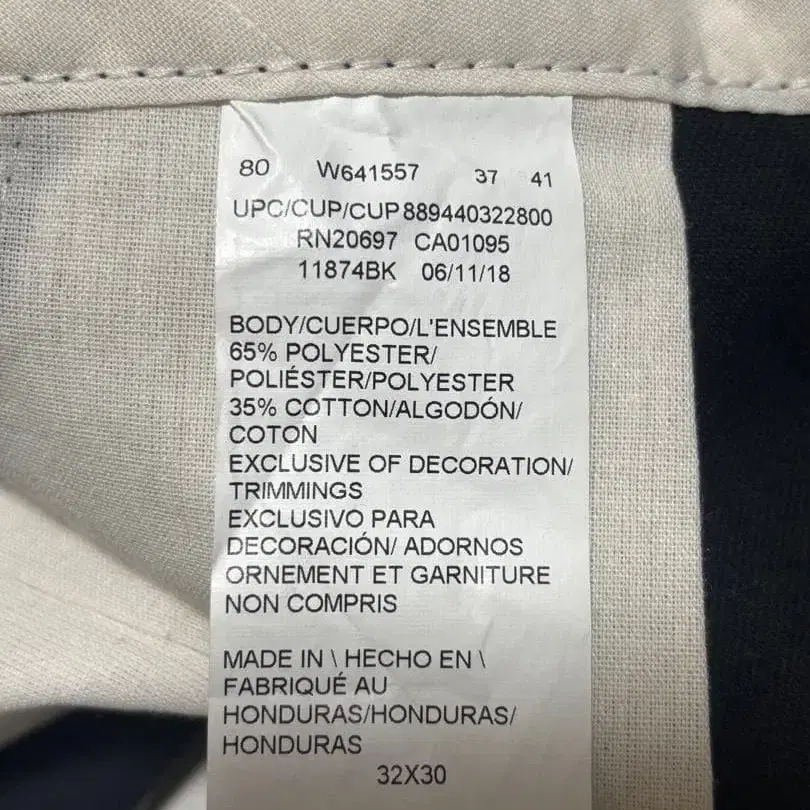 80 W641557 37 41
UPC/CUP/CUP 889440322800
RN20697 CA01095
11874BK 06/11/18
BODY/CUERPO/L'ENSEMBLE
65% POLYESTER/
POLIÉSTER/POLYESTER
35% COTTON/ALGODÓN/
COTON
EXCLUSIVE OF DECORATION/
TRIMMINGS
EXCLUSIVO PARA
DECORACIÓN/ ADORNOS
ORNEMENT ET GARNITURE
NON COMPRIS
MADE IN \ HECHO EN \
FABRIQUÉ AU
HONDURAS/HONDURAS/
HONDURAS
32X30